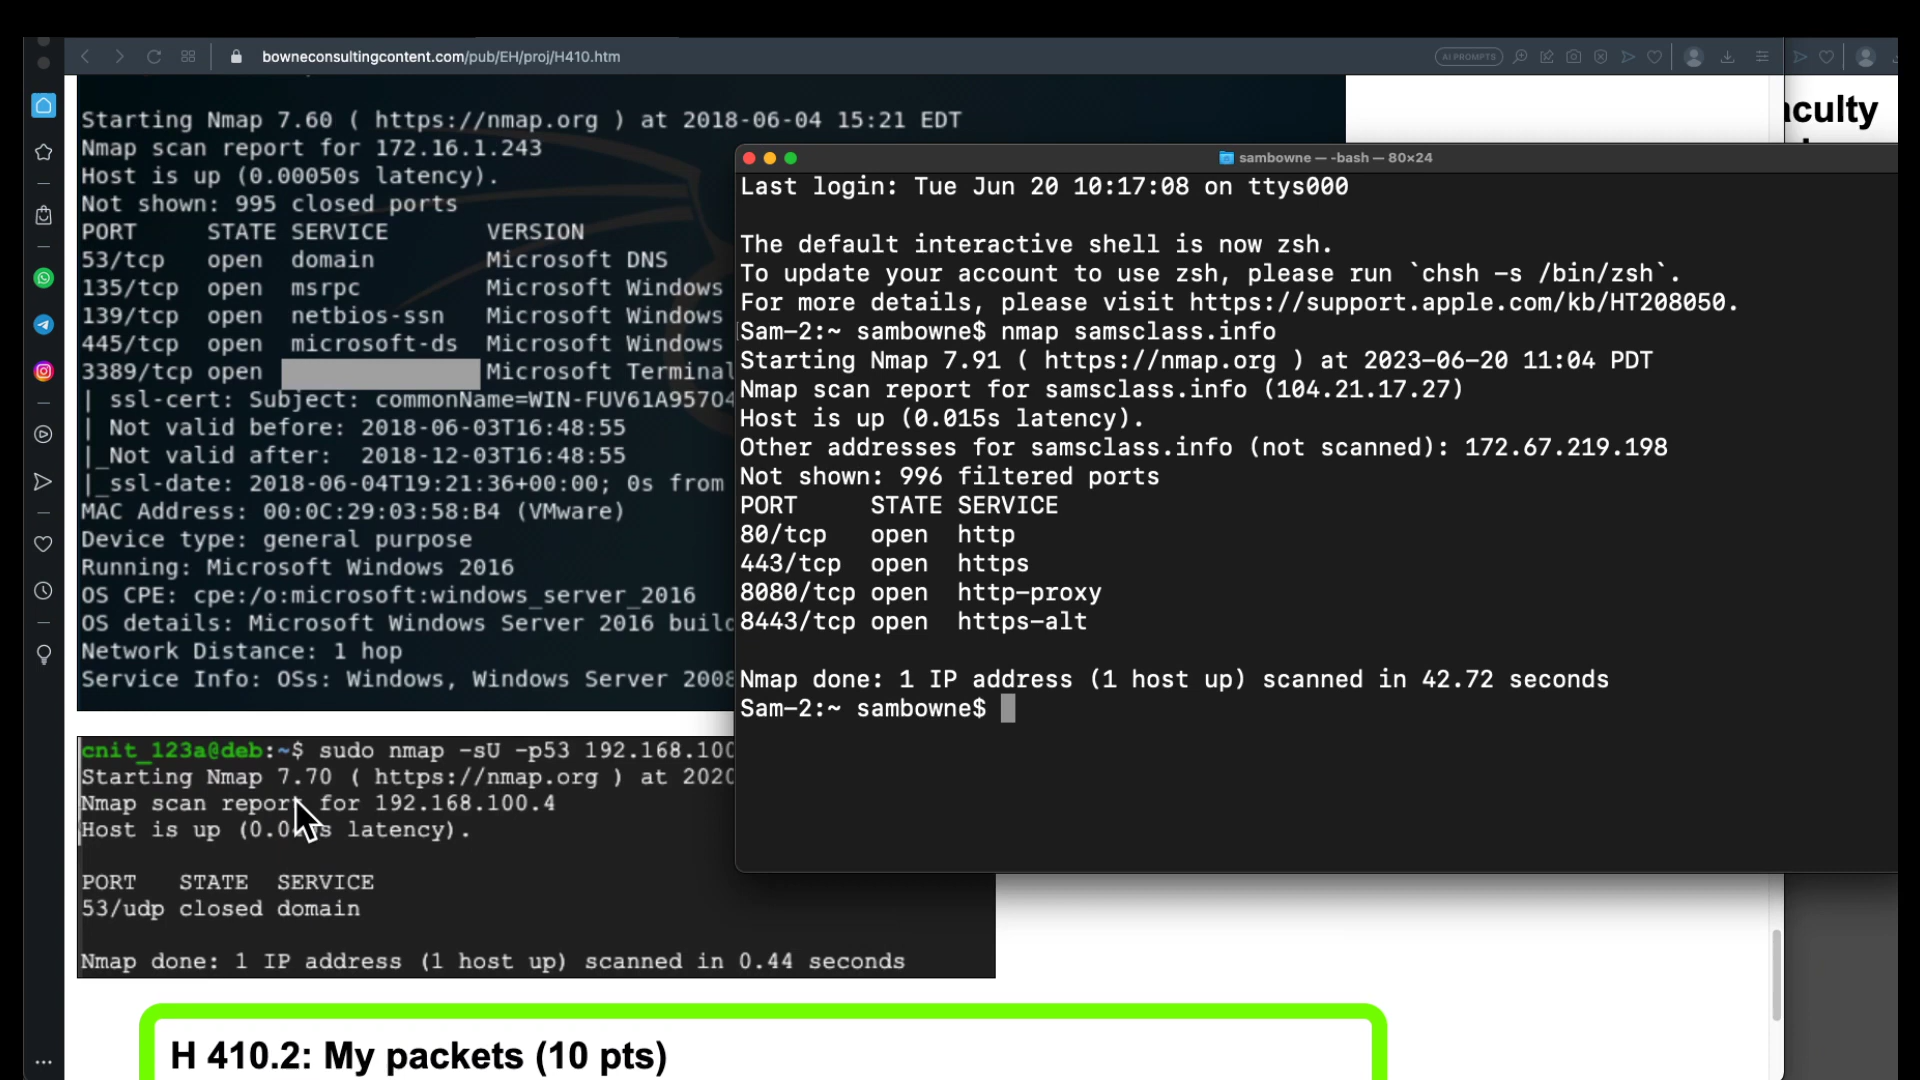 bowneconsultingcontent.com/pub/EH/proj/H410.htm
AI PROMPTS
aculty
Starting Nmap 7.60 ( https://nmap.org ) at 2018-06-04 15:21 EDT
Nmap scan report for 172.16.1.243
Host is up (0.00050s latency).
Not shown: 995 closed ports
PORT STATE SERVICE VERSION
53/tcp open domain Microsoft DNS
135/tcp open msrpc Microsoft Windows
139/tcp open netbios-ssn Microsoft Windows
445/tcp open microsoft-ds Microsoft Windows
3389/tcp open Microsoft Terminal
| ssl-cert: Subject: commonName=WIN-FUV61A95704
| Not valid before: 2018-06-03T16:48:55
|_Not valid after: 2018-12-03T16:48:55
|_ssl-date: 2018-06-04T19:21:36+00:00; 0s from
MAC Address: 00:0C:29:03:58:B4 (VMware)
Device type: general purpose
Running: Microsoft Windows 2016
OS CPE: cpe:/o:microsoft:windows_server_2016
OS details: Microsoft Windows Server 2016 build
Network Distance: 1 hop
Service Info: OSs: Windows, Windows Server 2008
sambowne — -bash — 80×24
Last login: Tue Jun 20 10:17:08 on ttys000
The default interactive shell is now zsh.
To update your account to use zsh, please run `chsh -s /bin/zsh`.
For more details, please visit https://support.apple.com/kb/HT208050.
Sam-2:~ sambowne$ nmap samsclass.info
Starting Nmap 7.91 ( https://nmap.org ) at 2023-06-20 11:04 PDT
Nmap scan report for samsclass.info (104.21.17.27)
Host is up (0.015s latency).
Other addresses for samsclass.info (not scanned): 172.67.219.198
Not shown: 996 filtered ports
PORT STATE SERVICE
80/tcp open http
443/tcp open https
8080/tcp open http-proxy
8443/tcp open https-alt
Nmap done: 1 IP address (1 host up) scanned in 42.72 seconds
Sam-2:~ sambowne$
cnit_123a@deb:~$ sudo nmap -sU -p53 192.168.100
Starting Nmap 7.70 ( https://nmap.org ) at 2020
Nmap scan report for 192.168.100.4
Host is up latency).
PORT STATE SERVICE
53/udp closed domain
Nmap done: 1 IP address (1 host up) scanned in 0.44 seconds
H 410.2: My packets (10 pts)